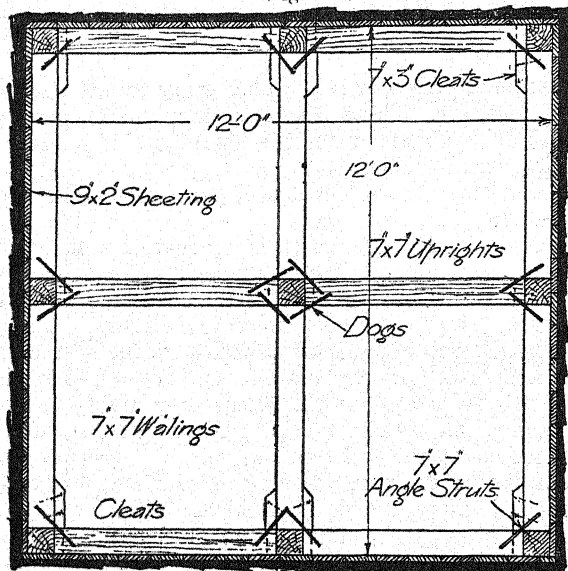 7"x3" Cleats
12'-0"
12'0"
9"x2" Sheeting
7"x7" Uprights
Dogs
7"x7" Walings
7"x7"
Angle Struts
Cleats